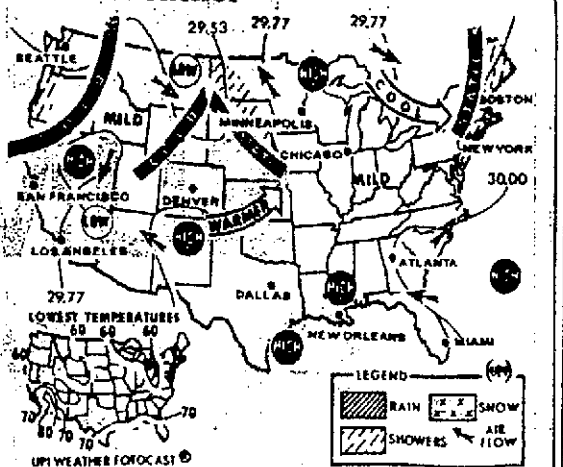 29.53 29.77 29.77
SEATTLE
LOW
HIGH
COOL
MILD
MINNEAPOLIS
BOSTON
NEW YORK
CHICAGO
HIGH
MILD
SAN FRANCISCO
DENVER
30.00
LOW
WARMER
LOS ANGELES
HIGH
ATLANTA
HIGH
DALLAS
HIGH
29.77
NEW ORLEANS
MIAMI
HIGH
LOWEST TEMPERATURES
60 60 60
60
70 80 70 70 70
LEGEND
RAIN SNOW
SHOWERS AIR FLOW
UPI WEATHER FOTOCAST ®